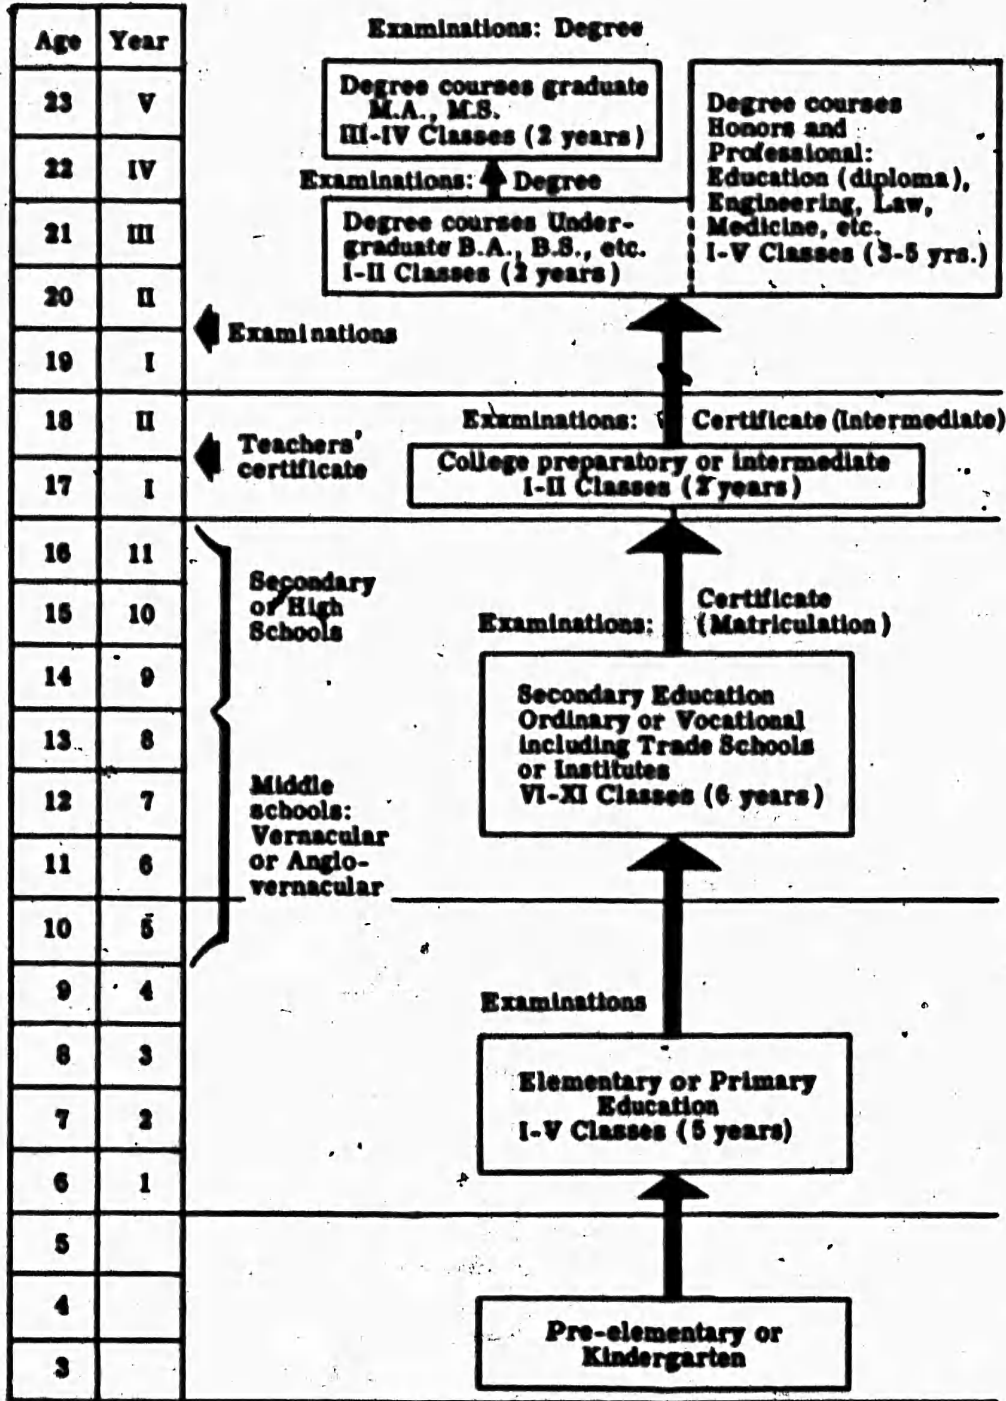 Age Year
23 V
22 IV
21 III
20 II
19 I
18 II
17 I
16 11
15 10
14 9
13 8
12 7
11 6
10 5
9 4
8 3
7 2
6 1
5
4
3
Examinations: Degree
Degree courses graduate
M.A., M.S.
III-IV Classes (2 years)
Examinations: Degree
Degree courses Under-
graduate B.A., B.S., etc.
I-II Classes (2 years)
Degree courses
Honors and
Professional:
Education (diploma),
Engineering, Law,
Medicine, etc.
I-V Classes (3-5 yrs.)
Examinations
Examinations: Certificate (Intermediate)
Teachers'
certificate
College preparatory or intermediate
I-II Classes (2 years)
Secondary
or High
Schools
Examinations: Certificate
(Matriculation)
Secondary Education
Ordinary or Vocational
including Trade Schools
or Institutes
VI-XI Classes (6 years)
Middle
schools:
Vernacular
or Anglo-
vernacular
Examinations
Elementary or Primary
Education
I-V Classes (5 years)
Pre-elementary or
Kindergarten